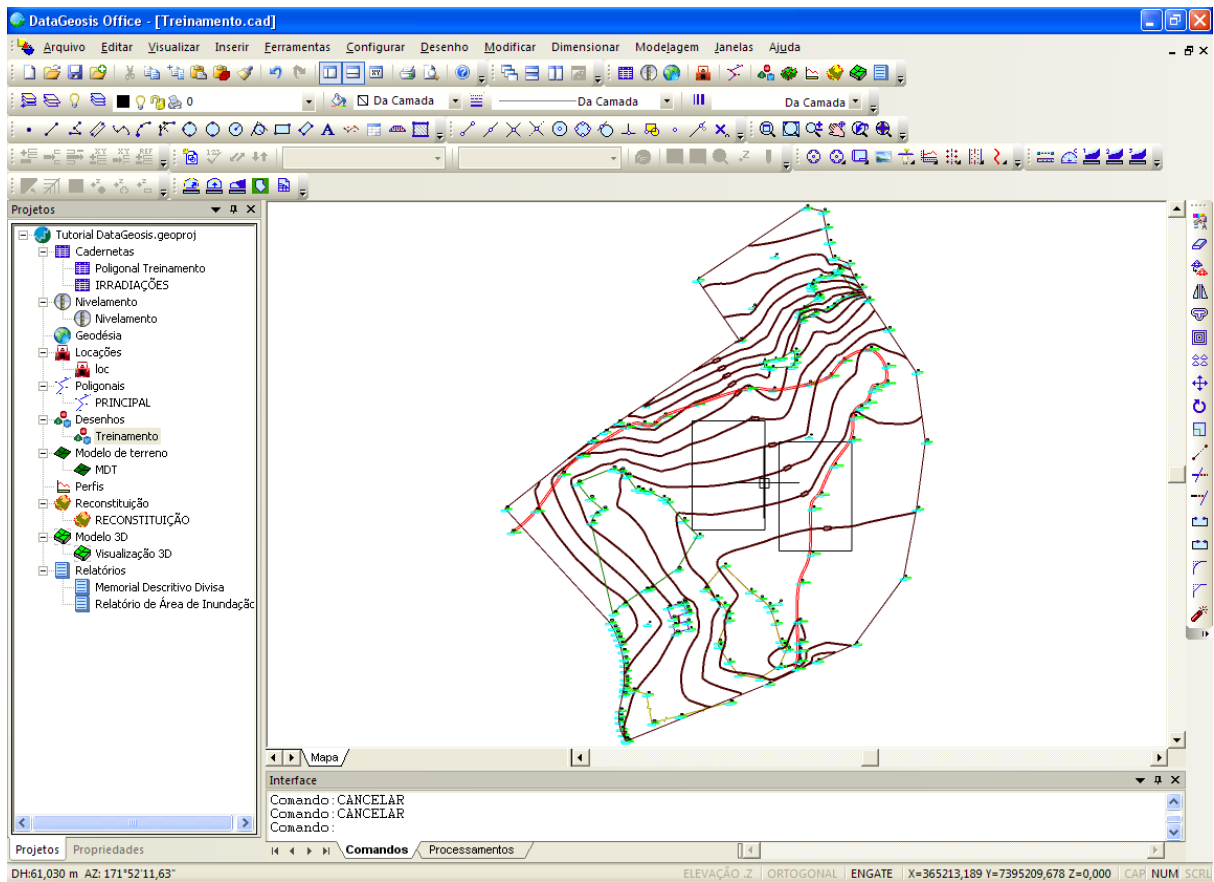 DataGeosis Office - [Treinamento.cad]
Arquivo Editar Visualizar Inserir Ferramentas Configurar Desenho Modificar Dimensionar Modelagem Janelas Ajuda
0 Da Camada Da Camada Da Camada
Projetos
Tutorial DataGeosis.geoproj
Cadernetas
Poligonal Treinamento
IRRADIAÇÕES
Nivelamento
Nivelamento
Geodésia
Locações
loc
Poligonais
PRINCIPAL
Desenhos
Treinamento
Modelo de terreno
MDT
Perfis
Reconstituição
RECONSTITUIÇÃO
Modelo 3D
Visualização 3D
Relatórios
Memorial Descritivo Divisa
Relatório de Área de Inundaçãc
Mapa
Interface
Comando:CANCELAR
Comando:CANCELAR
Comando:
Projetos Propriedades
Comandos Processamentos
DH:61,030 m AZ: 171°52'11,63" ELEVAÇÃO .Z ORTOGONAL ENGATE X=365213,189 Y=7395209,678 Z=0,000 CAP NUM SCRL